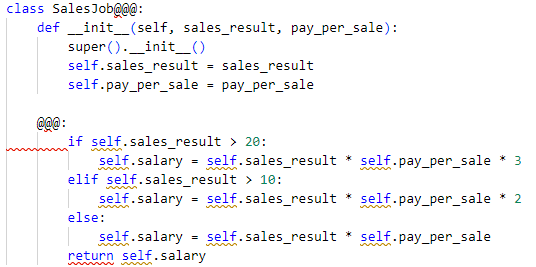 class SalesJob@@@:
    def __init__(self, sales_result, pay_per_sale):
        super().__init__()
        self.sales_result = sales_result
        self.pay_per_sale = pay_per_sale

    @@@:
        if self.sales_result > 20:
            self.salary = self.sales_result * self.pay_per_sale * 3
        elif self.sales_result > 10:
            self.salary = self.sales_result * self.pay_per_sale * 2
        else:
            self.salary = self.sales_result * self.pay_per_sale
        return self.salary